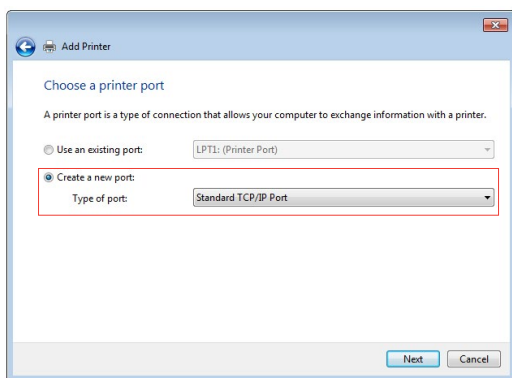 Add Printer
Choose a printer port
A printer port is a type of connection that allows your computer to exchange information with a printer.
Use an existing port: LPT1: (Printer Port)
Create a new port:
Type of port: Standard TCP/IP Port
Next Cancel